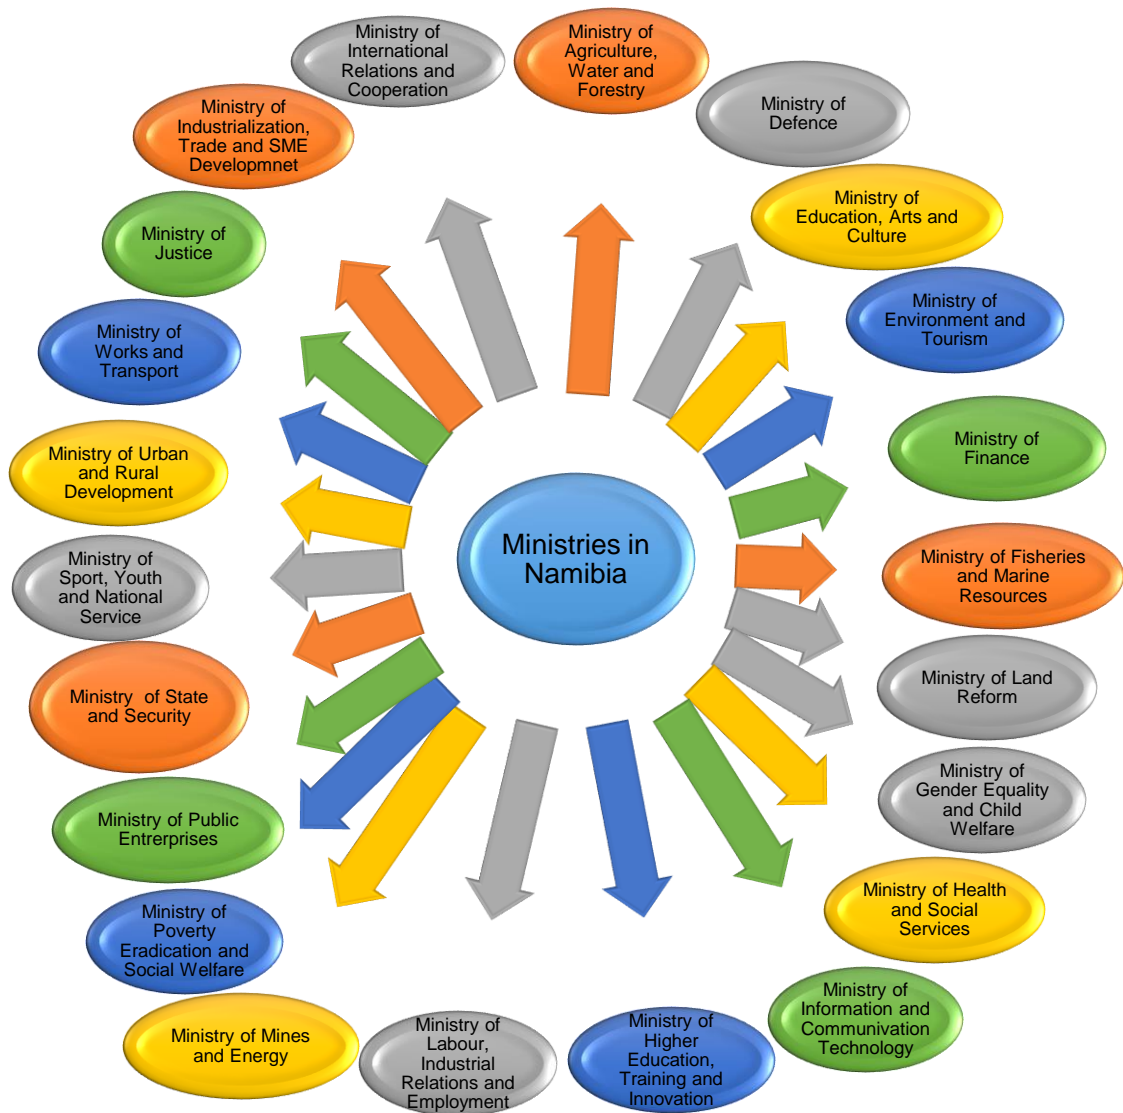 Ministry of
International
Relations and
Cooperation
Ministry of
Agriculture,
Water and
Forestry
Ministry of
Defence
Ministry of
Education, Arts and
Culture
Ministry of
Environment and
Tourism
Ministry of
Finance
Ministry of Fisheries
and Marine
Resources
Ministry of Land
Reform
Ministry of
Gender Equality
and Child
Welfare
Ministry of Health
and Social
Services
Ministry of
Information and
Communivation
Technology
Ministry of
Higher
Education,
Training and
Innovation
Ministry of
Labour,
Industrial
Relations and
Employment
Ministry of Mines
and Energy
Ministry of
Poverty
Eradication and
Social Welfare
Ministry of Public
Entrerprises
Ministry of State
and Security
Ministry of
Sport, Youth
and National
Service
Ministry of Urban
and Rural
Development
Ministry of
Works and
Transport
Ministry of
Justice
Ministry of
Industrialization,
Trade and SME
Developmnet
Ministries in
Namibia